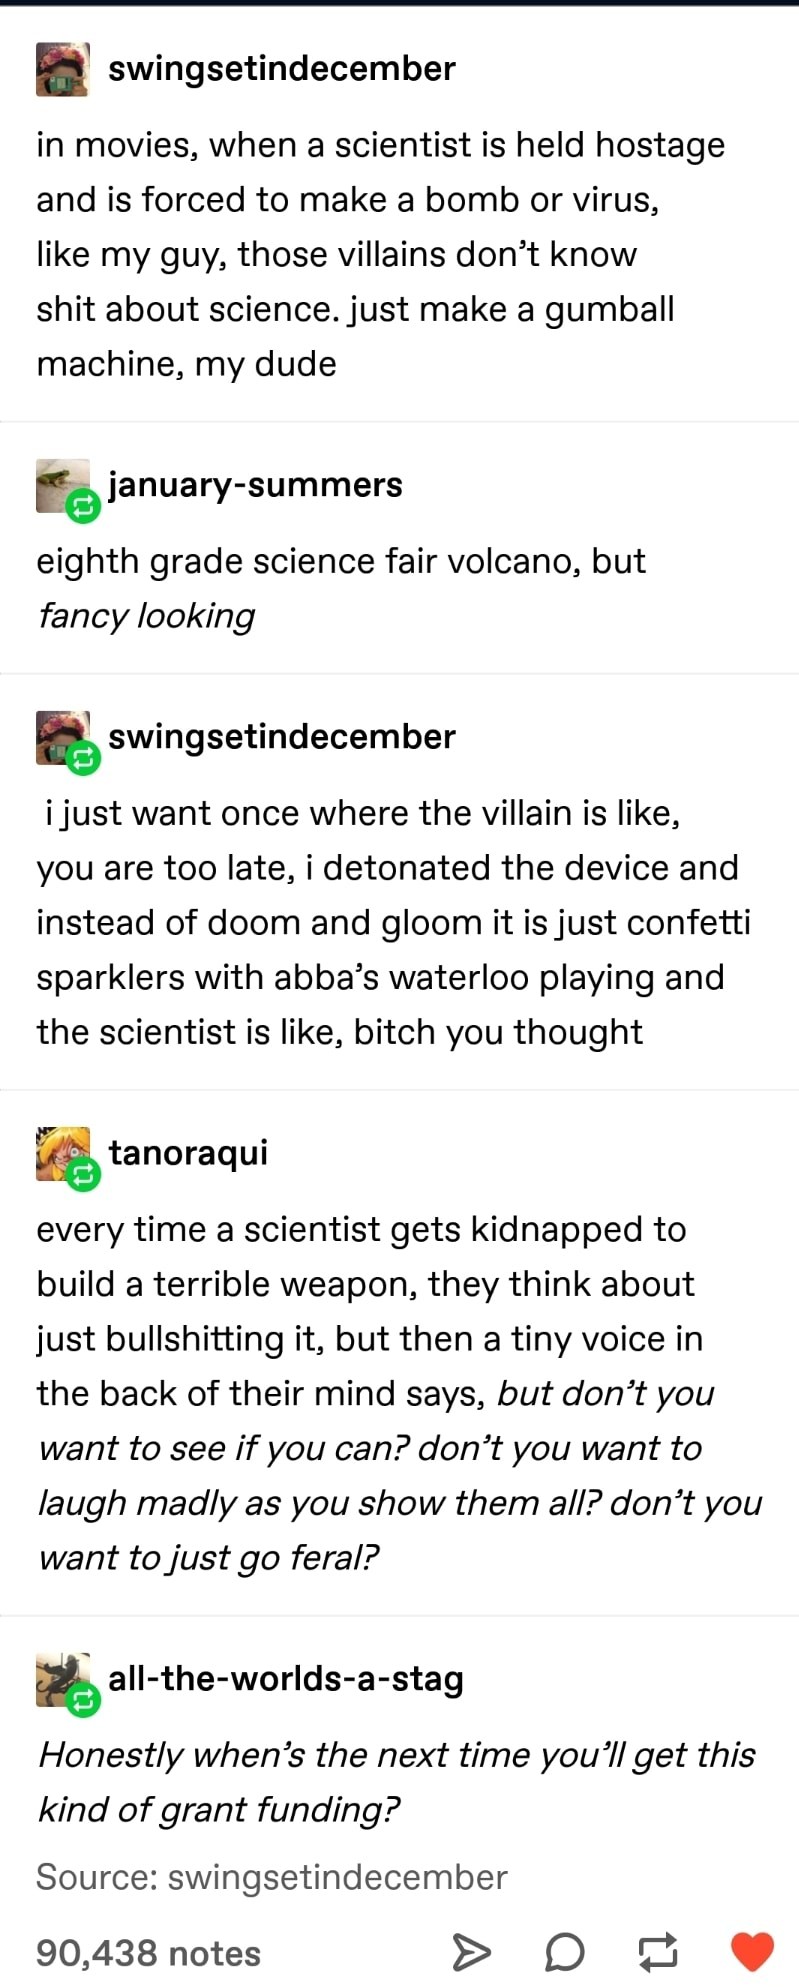 swingsetindecember
in movies, when a scientist is held hostage
and is forced to make a bomb or virus,
like my guy, those villains don’t know
shit about science. just make a gumball
machine, my dude
january-summers
eighth grade science fair volcano, but
fancy looking
swingsetindecember
i just want once where the villain is like,
you are too late, i detonated the device and
instead of doom and gloom it is just confetti
sparklers with abba’s waterloo playing and
the scientist is like, bitch you thought
tanoraqui
every time a scientist gets kidnapped to
build a terrible weapon, they think about
just bullshitting it, but then a tiny voice in
the back of their mind says, but don’t you
want to see if you can? don’t you want to
laugh madly as you show them all? don’t you
want to just go feral?
all-the-worlds-a-stag
Honestly when’s the next time you’ll get this
kind of grant funding?
Source: swingsetindecember
90,438 notes